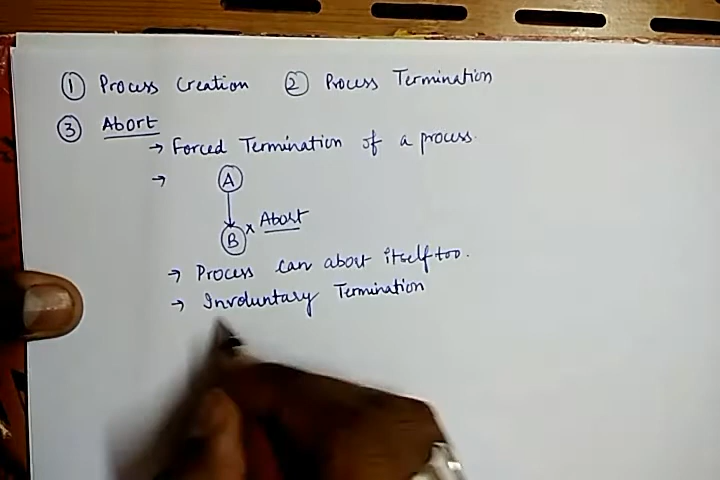 ① Process Creation ② Process Termination
③ Abort
→ Forced Termination of a process.
→ A
B × Abort
→ Process can abort itself too.
→ Involuntary Termination